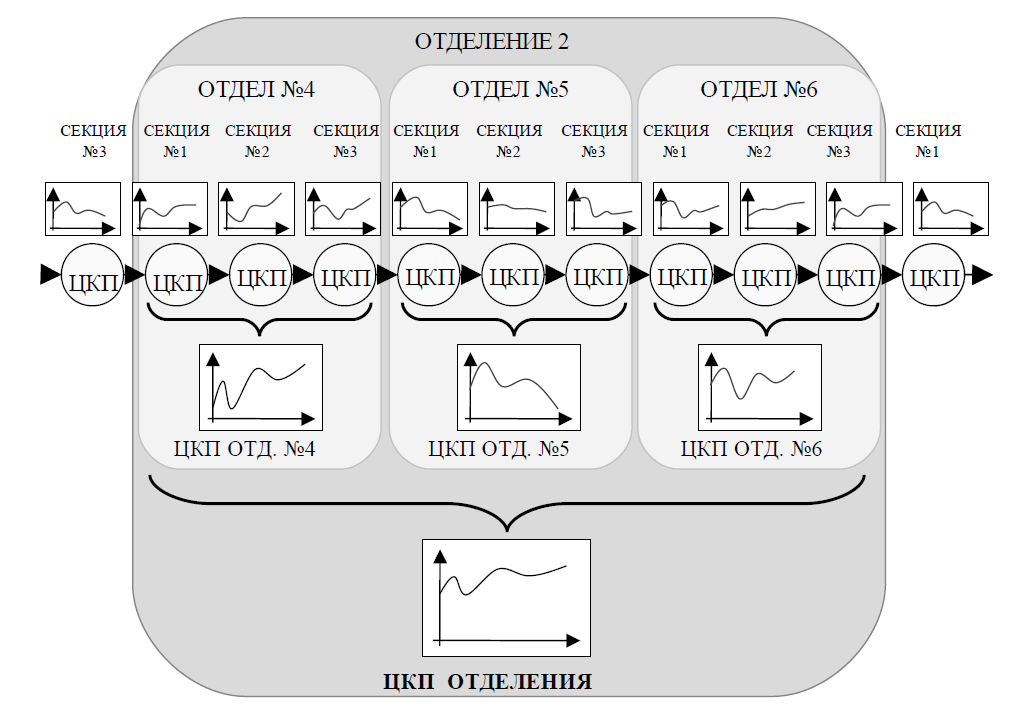 ОТДЕЛЕНИЕ 2
ОТДЕЛ №4 ОТДЕЛ №5 ОТДЕЛ №6
СЕКЦИЯ СЕКЦИЯ СЕКЦИЯ СЕКЦИЯ СЕКЦИЯ СЕКЦИЯ СЕКЦИЯ СЕКЦИЯ СЕКЦИЯ СЕКЦИЯ СЕКЦИЯ
№3 №1 №2 №3 №1 №2 №3 №1 №2 №3 №1
ЦКП ЦКП ЦКП ЦКП ЦКП ЦКП ЦКП ЦКП ЦКП ЦКП ЦКП
ЦКП ОТД. №4 ЦКП ОТД. №5 ЦКП ОТД. №6
ЦКП ОТДЕЛЕНИЯ